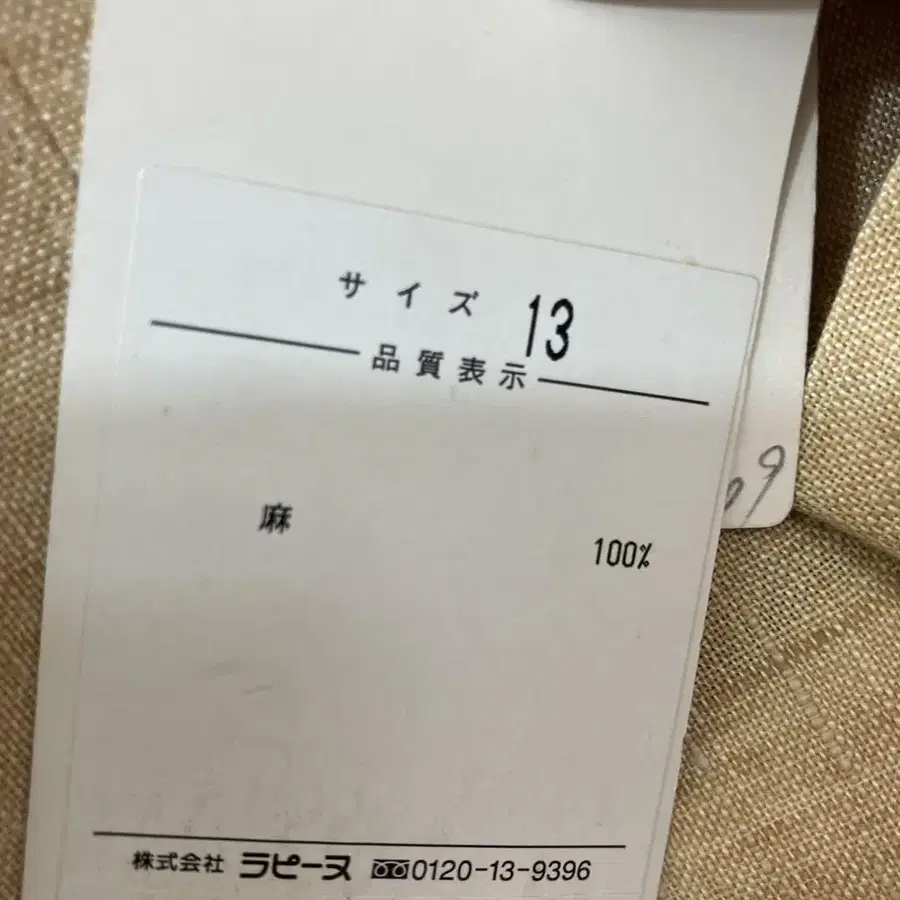 サイズ 13
品質表示
麻 100%
株式会社 ラピーヌ 0120-13-9396